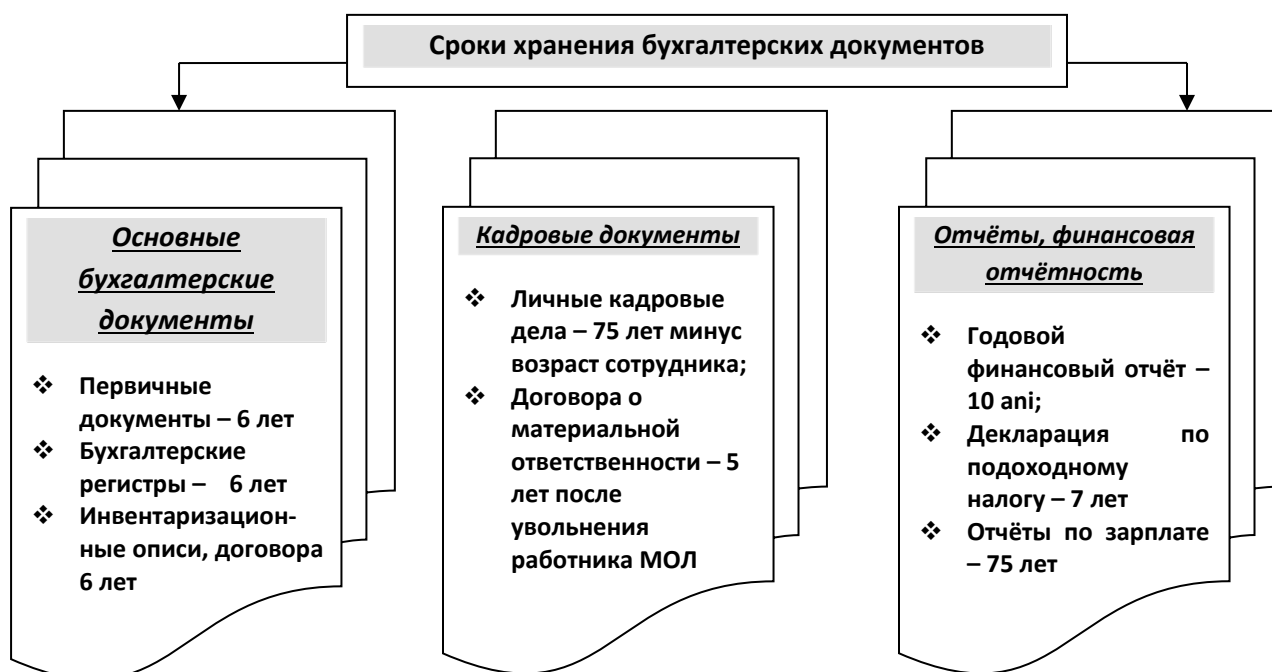 Сроки хранения бухгалтерских документов
Основные
бухгалтерские
документы
❖ Первичные
документы – 6 лет
❖ Бухгалтерские
регистры – 6 лет
❖ Инвентаризацион-
ные описи, договора
6 лет
Кадровые документы
❖ Личные кадровые
дела – 75 лет минус
возраст сотрудника;
❖ Договора о
материальной
ответственности – 5
лет после
увольнения
работника МОЛ
Отчёты, финансовая
отчётность
❖ Годовой
финансовый отчёт –
10 ani;
❖ Декларация по
подоходному
налогу – 7 лет
❖ Отчёты по зарплате
– 75 лет